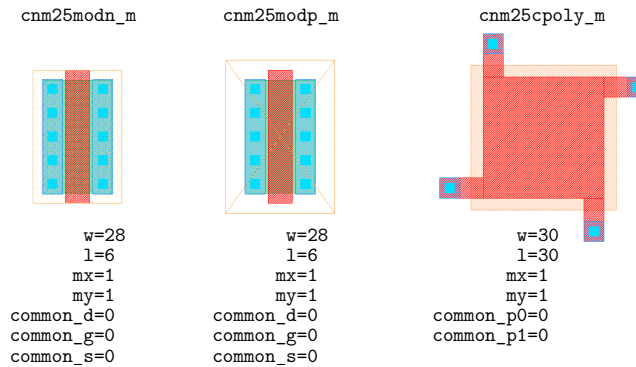 cnm25modn_m
w=28
l=6
mx=1
my=1
common_d=0
common_g=0
common_s=0
cnm25modp_m
w=28
l=6
mx=1
my=1
common_d=0
common_g=0
common_s=0
cnm25cpoly_m
w=30
l=30
mx=1
my=1
common_p0=0
common_p1=0